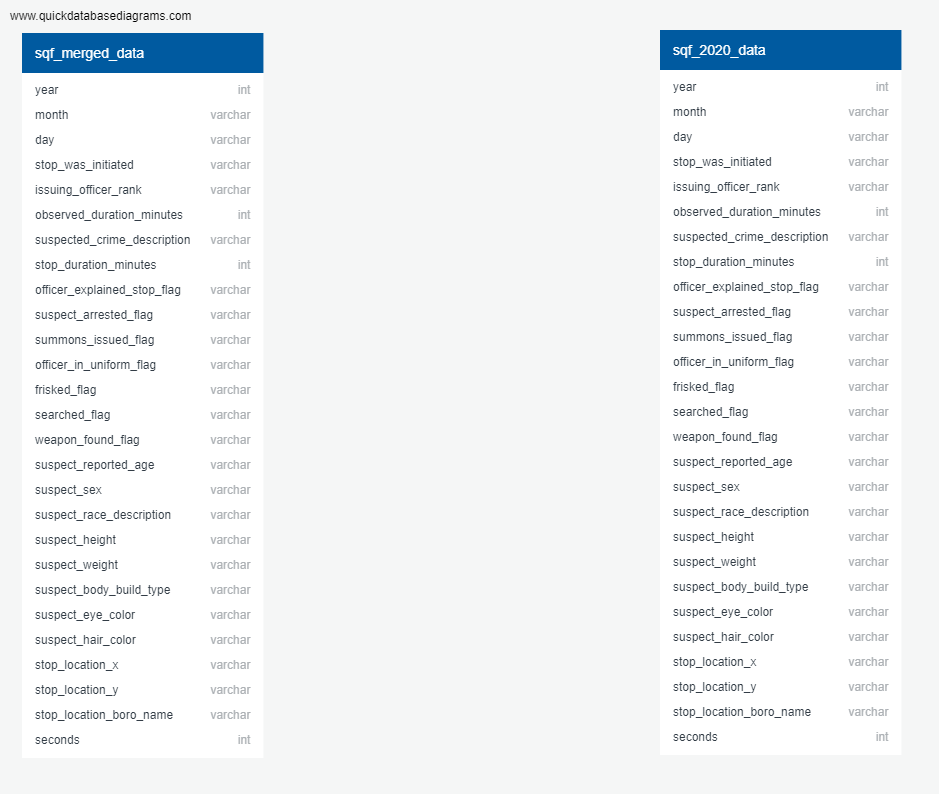 www.quickdatabasediagrams.com
sqf_merged_data
year int
month varchar
day varchar
stop_was_initiated varchar
issuing_officer_rank varchar
observed_duration_minutes int
suspected_crime_description varchar
stop_duration_minutes int
officer_explained_stop_flag varchar
suspect_arrested_flag varchar
summons_issued_flag varchar
officer_in_uniform_flag varchar
frisked_flag varchar
searched_flag varchar
weapon_found_flag varchar
suspect_reported_age varchar
suspect_sex varchar
suspect_race_description varchar
suspect_height varchar
suspect_weight varchar
suspect_body_build_type varchar
suspect_eye_color varchar
suspect_hair_color varchar
stop_location_x varchar
stop_location_y varchar
stop_location_boro_name varchar
seconds int
sqf_2020_data
year int
month varchar
day varchar
stop_was_initiated varchar
issuing_officer_rank varchar
observed_duration_minutes int
suspected_crime_description varchar
stop_duration_minutes int
officer_explained_stop_flag varchar
suspect_arrested_flag varchar
summons_issued_flag varchar
officer_in_uniform_flag varchar
frisked_flag varchar
searched_flag varchar
weapon_found_flag varchar
suspect_reported_age varchar
suspect_sex varchar
suspect_race_description varchar
suspect_height varchar
suspect_weight varchar
suspect_body_build_type varchar
suspect_eye_color varchar
suspect_hair_color varchar
stop_location_x varchar
stop_location_y varchar
stop_location_boro_name varchar
seconds int